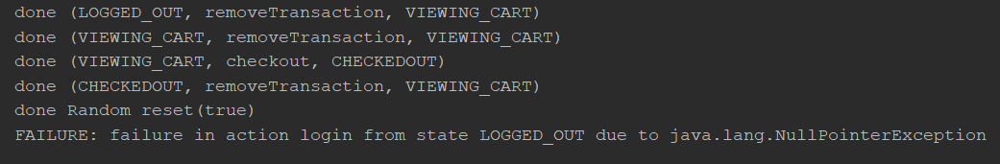 done (LOGGED_OUT, removeTransaction, VIEWING_CART)
done (VIEWING_CART, removeTransaction, VIEWING_CART)
done (VIEWING_CART, checkout, CHECKEDOUT)
done (CHECKEDOUT, removeTransaction, VIEWING_CART)
done Random reset(true)
FAILURE: failure in action login from state LOGGED_OUT due to java.lang.NullPointerException